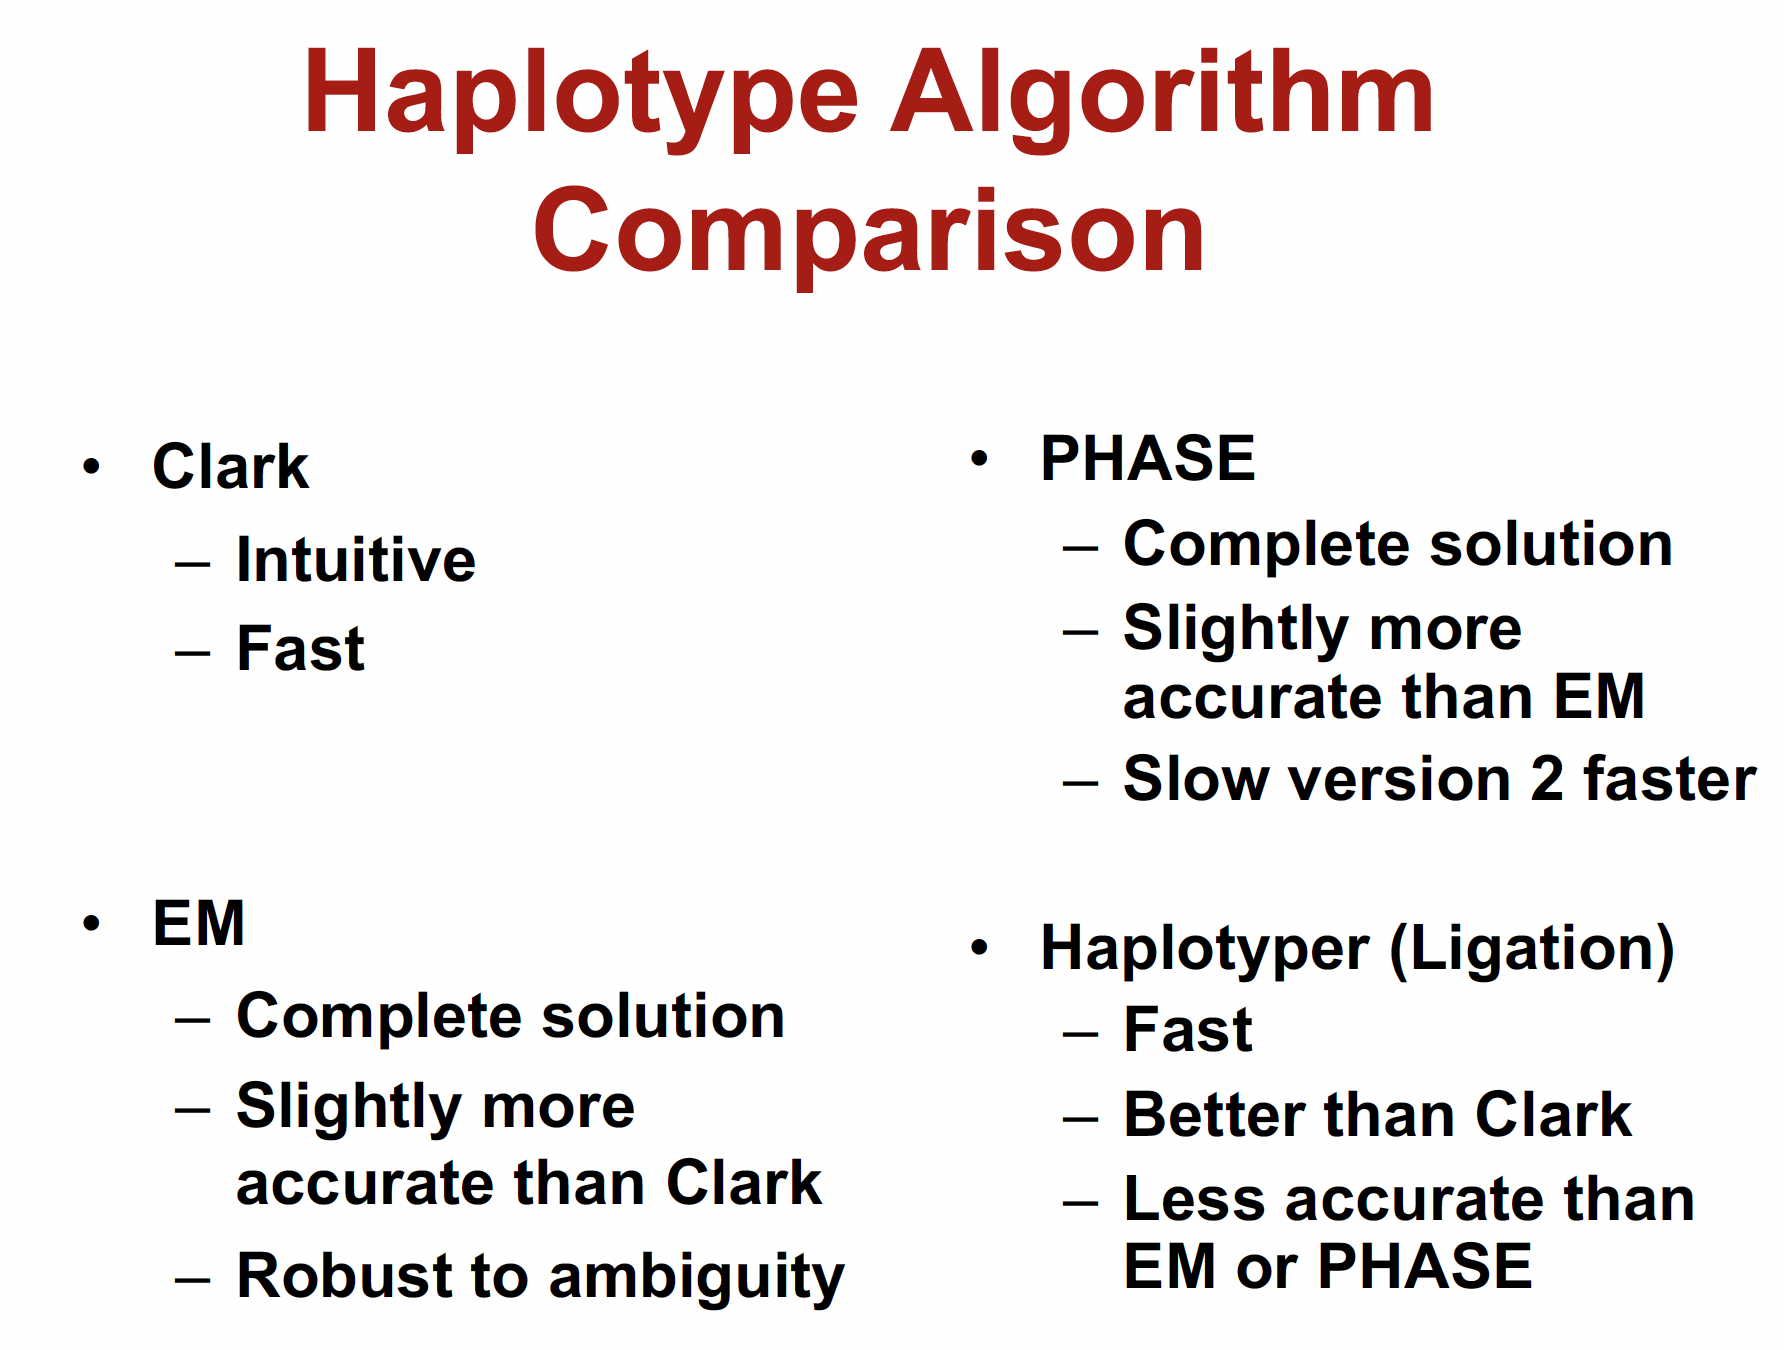 Haplotype Algorithm
Comparison
• Clark
– Intuitive
– Fast
• EM
– Complete solution
– Slightly more
accurate than Clark
– Robust to ambiguity
• PHASE
– Complete solution
– Slightly more
accurate than EM
– Slow version 2 faster
• Haplotyper (Ligation)
– Fast
– Better than Clark
– Less accurate than
EM or PHASE